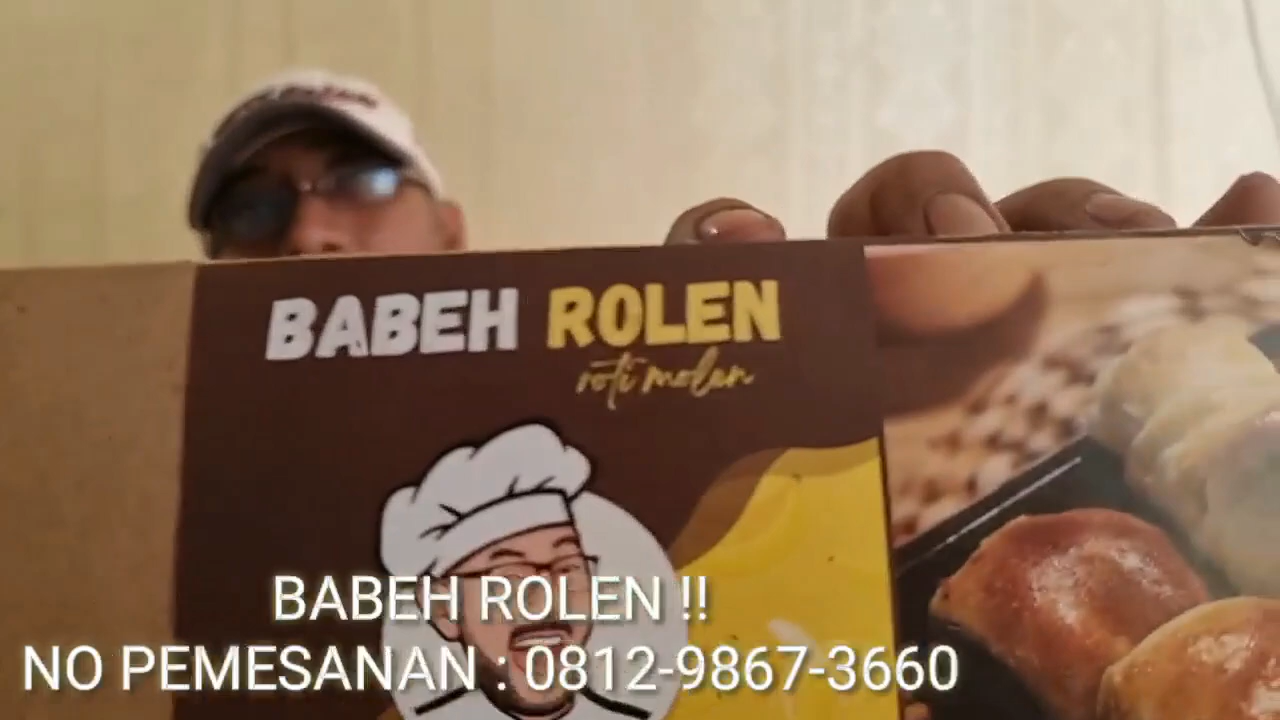 BABEH ROLEN
roti molen
BABEH ROLEN !!
NO PEMESANAN : 0812-9867-3660